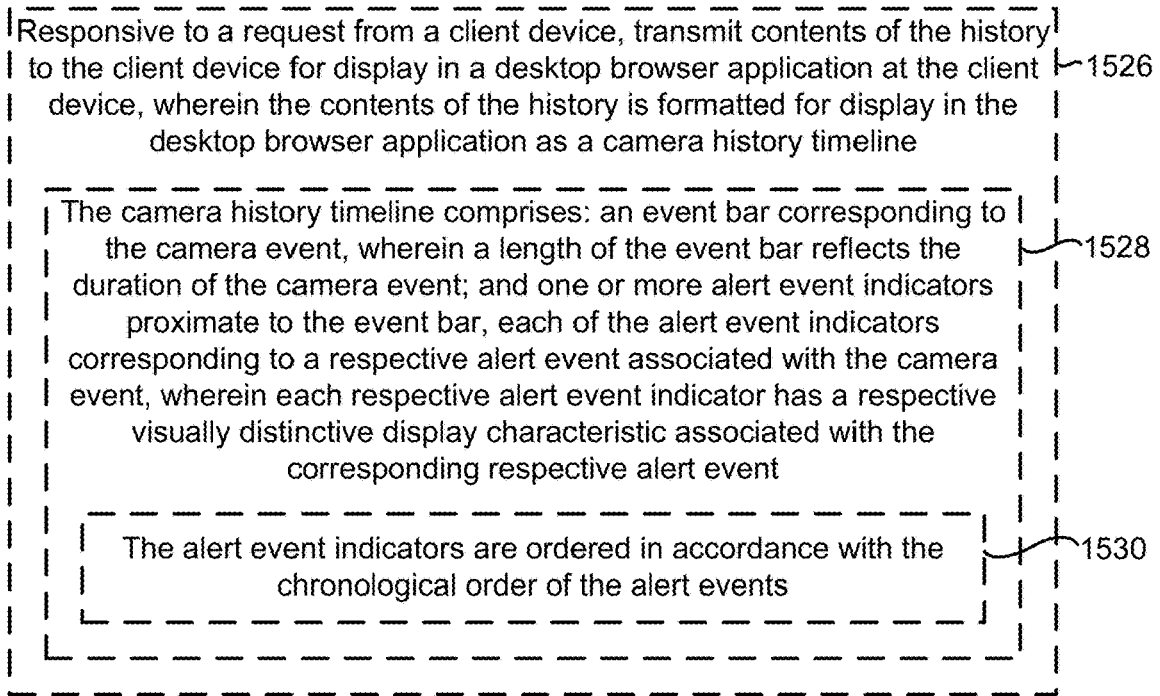 Responsive to a request from a client device, transmit contents of the history
to the client device for display in a desktop browser application at the client
device, wherein the contents of the history is formatted for display in the
desktop browser application as a camera history timeline
1526
The camera history timeline comprises: an event bar corresponding to
the camera event, wherein a length of the event bar reflects the
duration of the camera event; and one or more alert event indicators
proximate to the event bar, each of the alert event indicators
corresponding to a respective alert event associated with the camera
event, wherein each respective alert event indicator has a respective
visually distinctive display characteristic associated with the
corresponding respective alert event
1528
The alert event indicators are ordered in accordance with the
chronological order of the alert events
1530